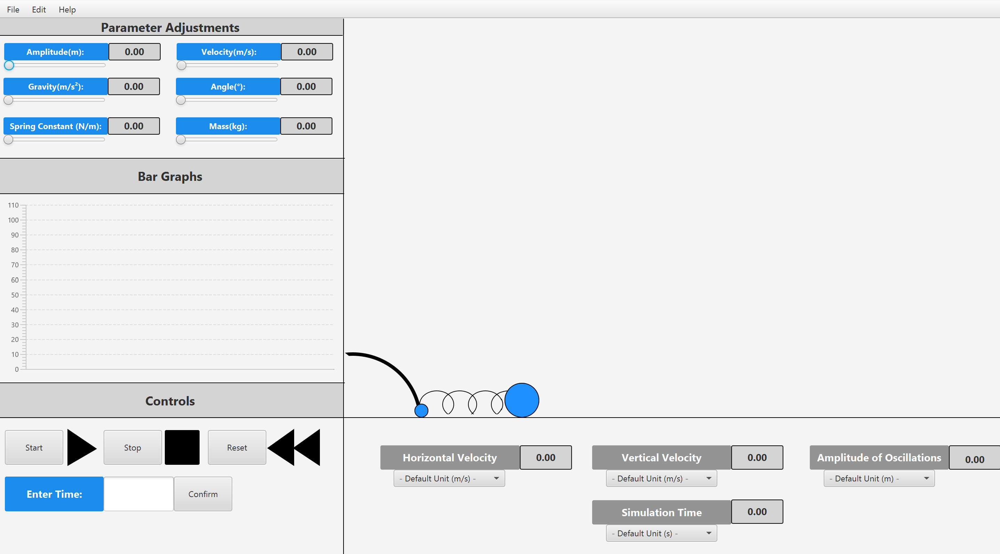 File Edit Help
Parameter Adjustments
Amplitude(m): 0.00 Velocity(m/s): 0.00
Gravity(m/s²): 0.00 Angle(°): 0.00
Spring Constant (N/m): 0.00 Mass(kg): 0.00
Bar Graphs
110
100
90
80
70
60
50
40
30
20
10
0
Controls
Start Stop Reset
Enter Time: Confirm
Horizontal Velocity 0.00 Vertical Velocity 0.00 Amplitude of Oscillations 0.00
- Default Unit (m/s) - - Default Unit (m/s) - - Default Unit (m) -
Simulation Time 0.00
- Default Unit (s) -